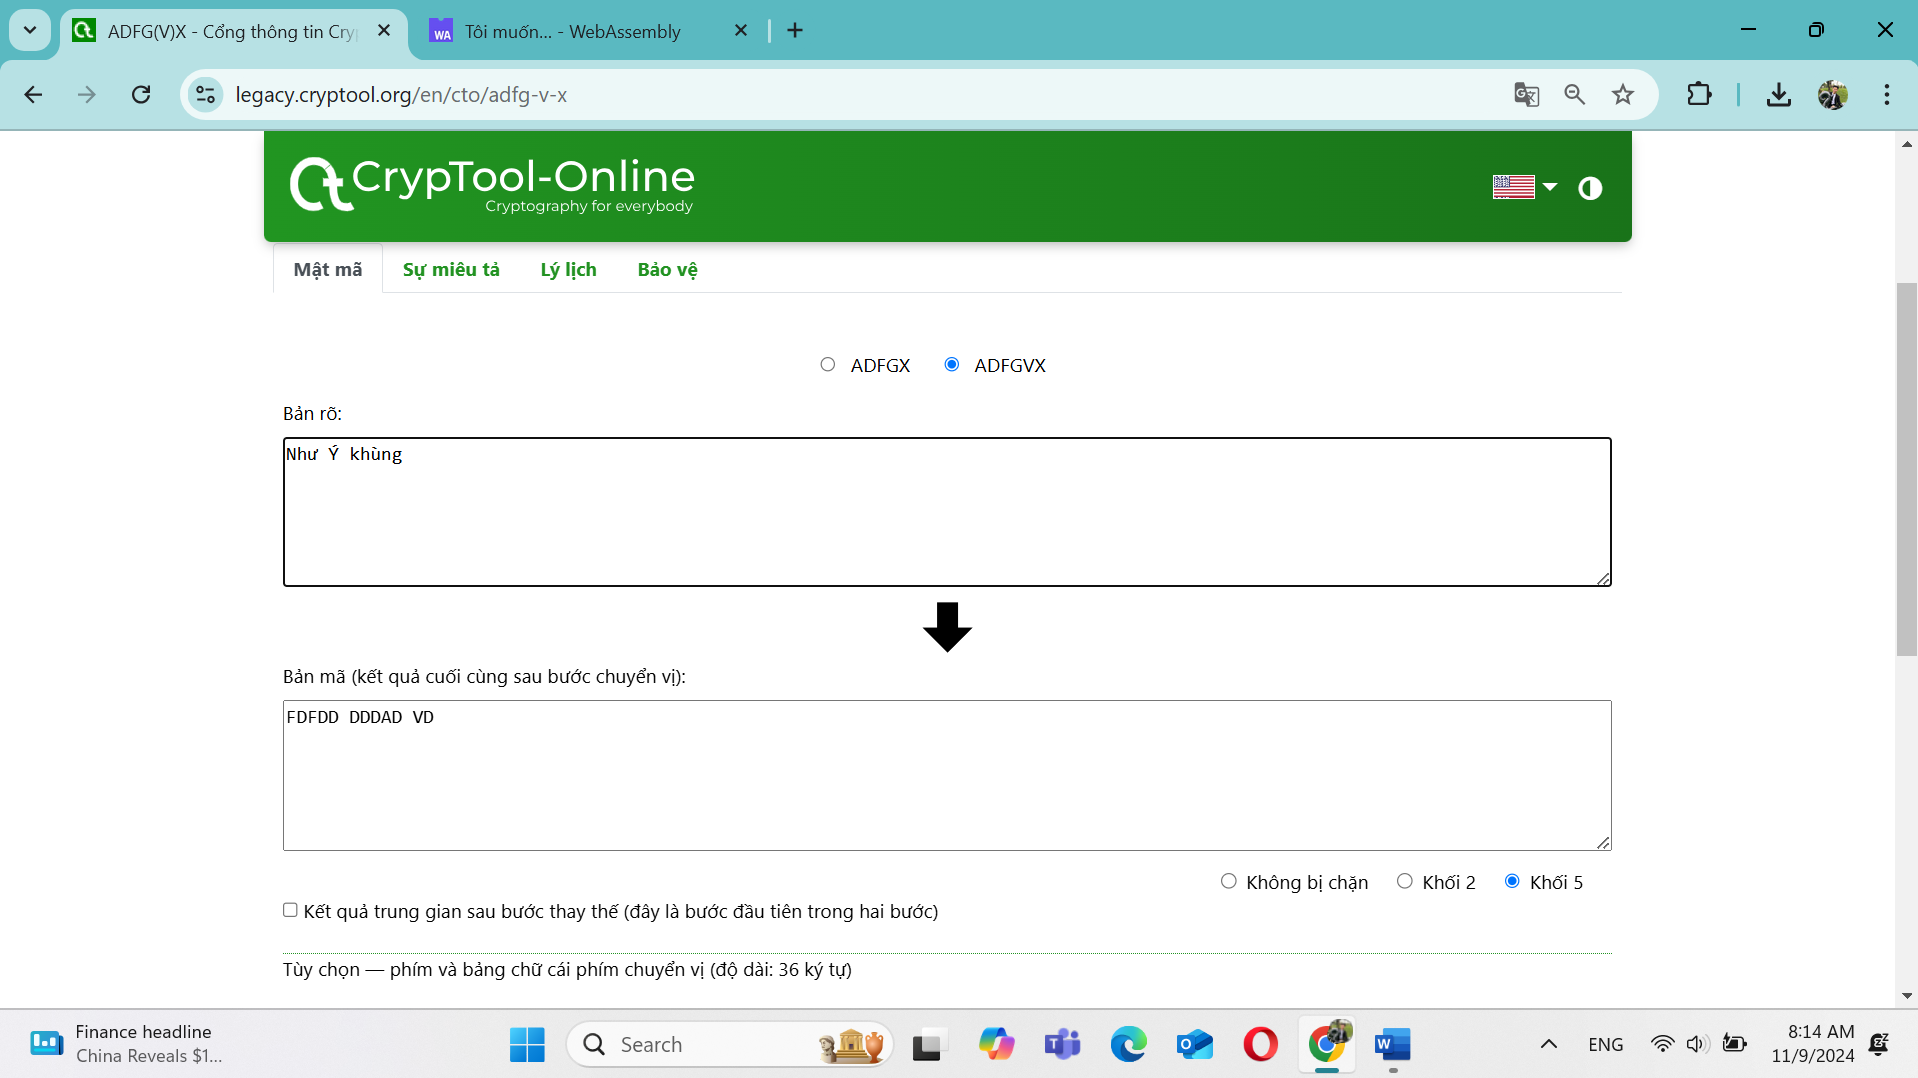 ADFG(V)X - Cổng thông tin Cryp
Tôi muốn... - WebAssembly
legacy.cryptool.org/en/cto/adfg-v-x
CrypTool-Online
Cryptography for everybody
Mật mã
Sự miêu tả
Lý lịch
Bảo vệ
ADFGX
ADFGVX
Bản rõ:
Như Ý khùng
Bản mã (kết quả cuối cùng sau bước chuyển vị):
FDFDD DDDAD VD
Không bị chặn
Khối 2
Khối 5
Kết quả trung gian sau bước thay thế (đây là bước đầu tiên trong hai bước)
Tùy chọn — phím và bảng chữ cái phím chuyển vị (độ dài: 36 ký tự)
Finance headline
China Reveals $1...
Search
ENG
8:14 AM
11/9/2024